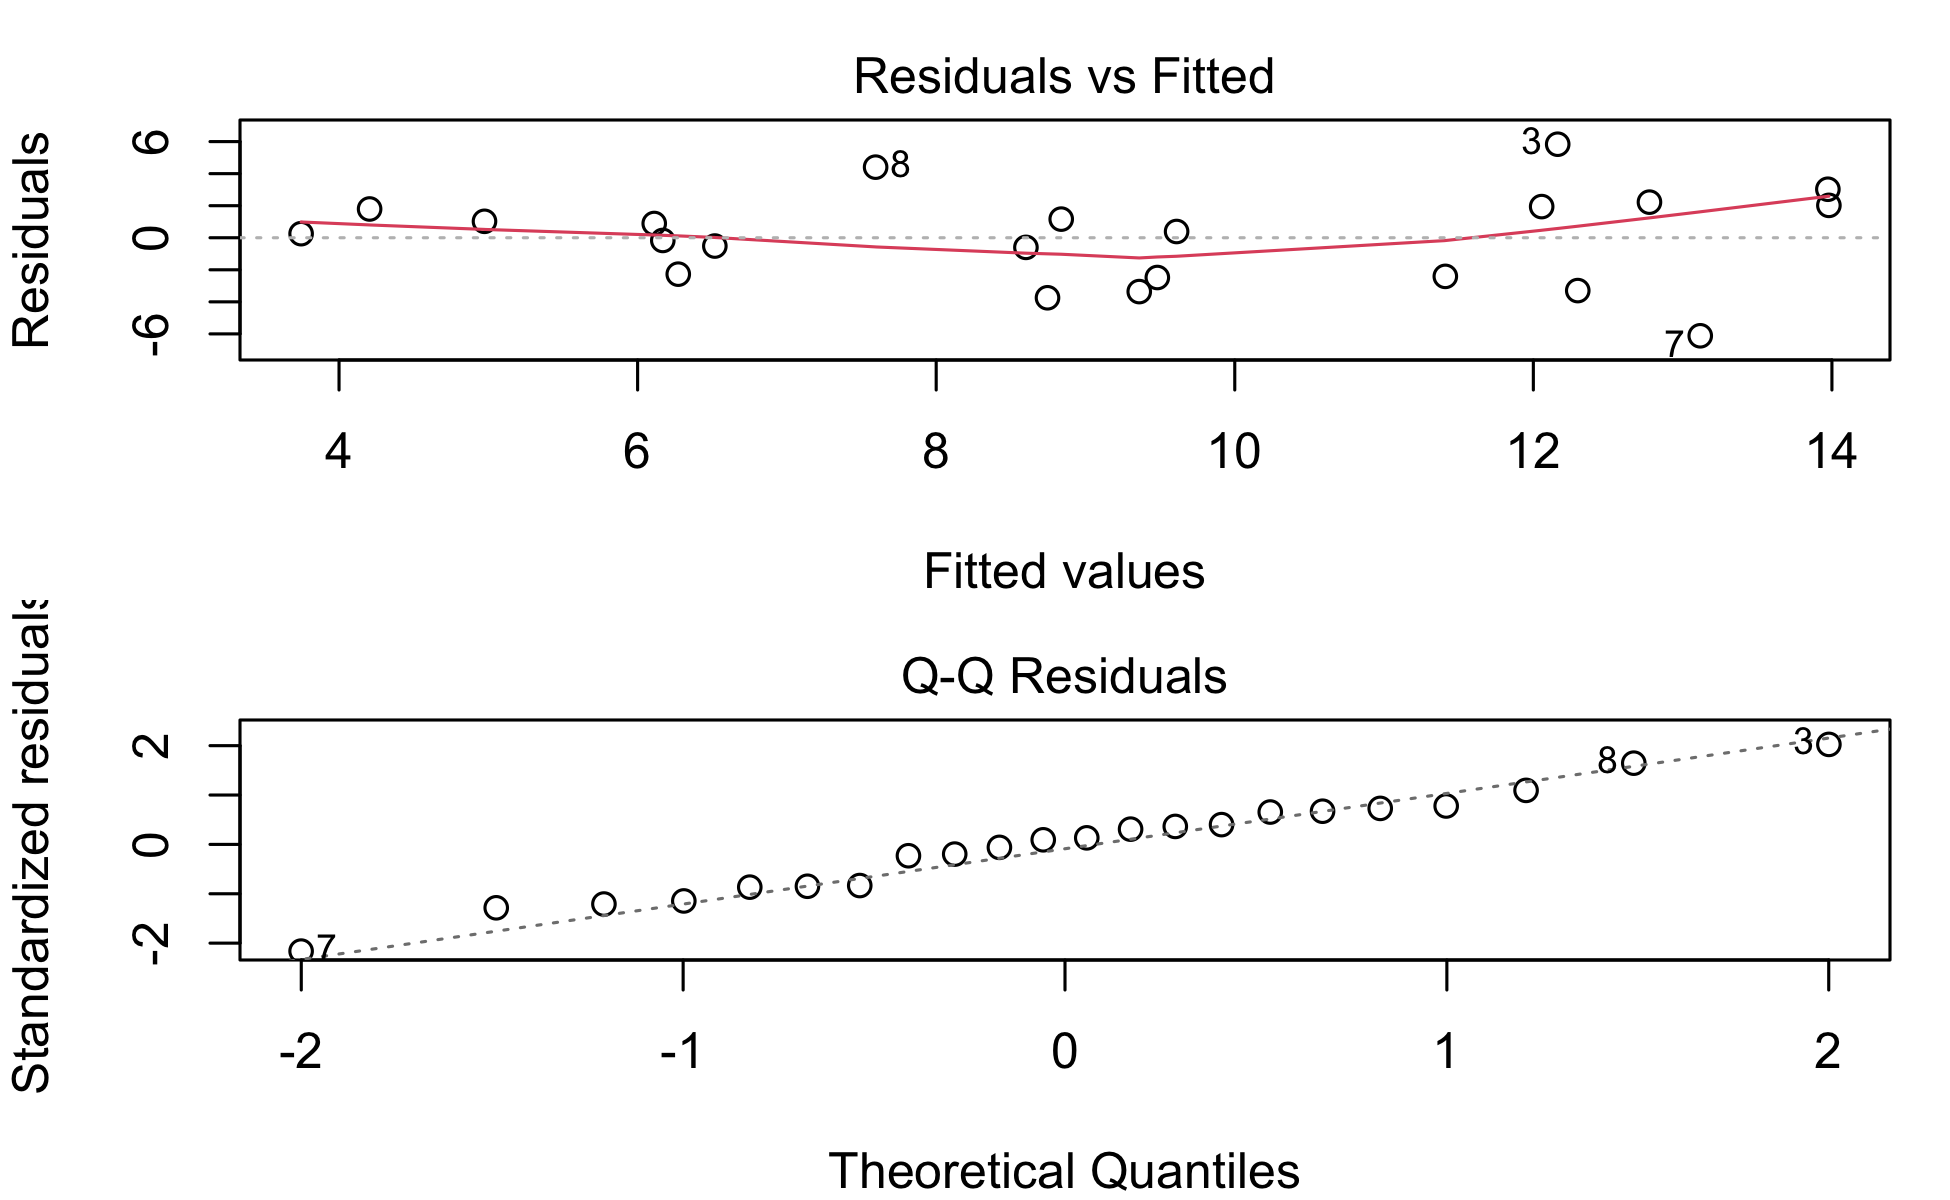 Residuals vs Fitted
Residuals
6
0
-6
8
3
7
4 6 8 10 12 14
Fitted values
Q-Q Residuals
Standardized residuals
2
0
-2
7
8
3
-2 -1 0 1 2
Theoretical Quantiles